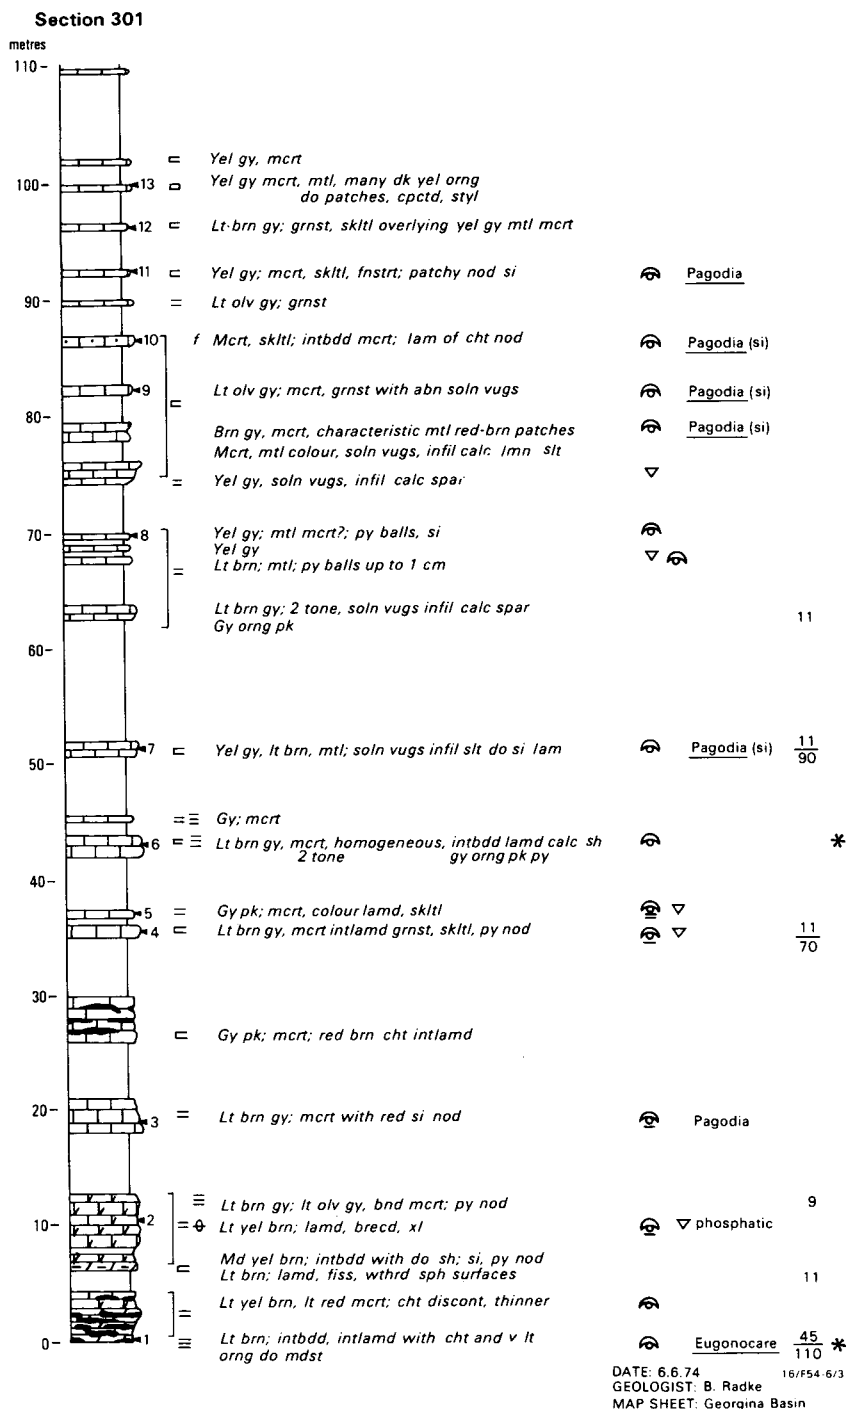 Section 301
metres
110
Yel gy, mcrt
100 13 Yel gy mcrt, mtl, many dk yel orng
do patches, cpctd, styl
12 Lt brn gy; grnst, skltl overlying yel gy mtl mcrt
11 Yel gy; mcrt, skltl, fnstrt; patchy nod si Pagodia
90 Lt olv gy; grnst
10 f Mcrt, skltl; intbdd mcrt; lam of cht nod Pagodia (si)
9 Lt olv gy; mcrt, grnst with abn soln vugs Pagodia (si)
80
Brn gy, mcrt, characteristic mtl red-brn patches Pagodia (si)
Mcrt, mtl colour, soln vugs, infil calc lmn slt
Yel gy, soln vugs, infil calc spar
70 8 Yel gy; mtl mcrt?; py balls, si
Yel gy
Lt brn; mtl; py balls up to 1 cm
Lt brn gy; 2 tone, soln vugs infil calc spar 11
Gy orng pk
60
7 Yel gy, lt brn, mtl; soln vugs infil slt do si lam Pagodia (si) 11
50 90
Gy; mcrt
6 Lt brn gy, mcrt, homogeneous, intbdd lamd calc sh *
2 tone gy orng pk py
40
5 Gy pk; mcrt, colour lamd, skltl
4 Lt brn gy, mcrt intlamd grnst, skltl, py nod 11
70
30
Gy pk; mcrt; red brn cht intlamd
20 3 Lt brn gy; mcrt with red si nod Pagodia
Lt brn gy; lt olv gy, bnd mcrt; py nod 9
10 2 Lt yel brn; lamd, brecd, xl phosphatic
Md yel brn; intbdd with do sh; si, py nod
Lt brn; lamd, fiss, wthrd sph surfaces 11
Lt yel brn, lt red mcrt; cht discont, thinner
0 1 Lt brn; intbdd, intlamd with cht and v lt Eugonocare 45 *
orng do mdst 110
DATE: 6.6.74 16/F54-6/3
GEOLOGIST: B. Radke
MAP SHEET: Georgina Basin